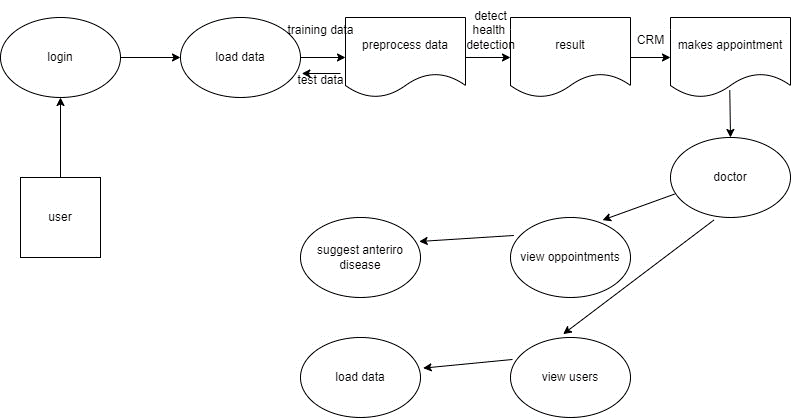 training data
detect
health
detection
CRM
login
load data
preprocess data
result
makes appointment
test data
doctor
user
suggest anteriro
disease
view oppointments
load data
view users